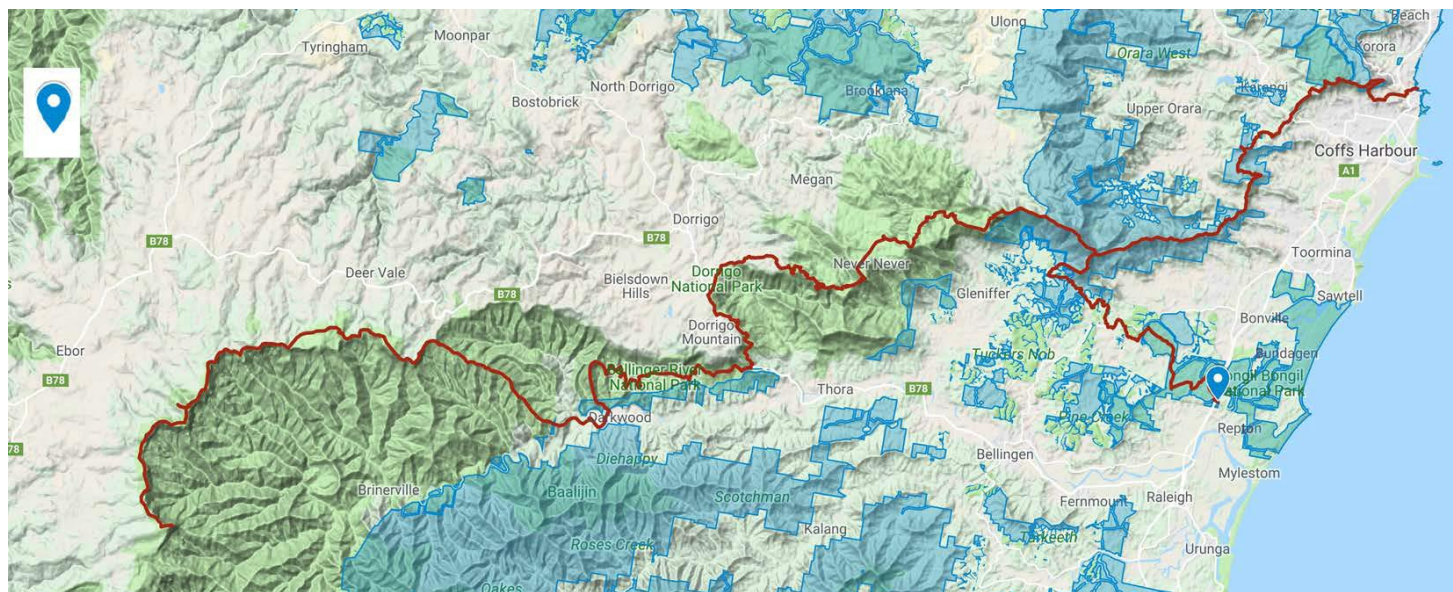 Beach
Ulong
Moonpar
Tyringham
Orara West
Korora
North Dorrigo
Brooklana
Karangi
Bostobrick
Upper Orara
Coffs Harbour
A1
Megan
Dorrigo
B78
B78
Toormina
Deer Vale
Never Never
Dorrigo
National Park
Bielsdown
Hills
B78
Gleniffer
Sawtell
Bonville
Dorrigo
Mountain
Ebor
Tuckers Nob
Bundagen
Bellinger River
National Park
B78
Thora
B78
Bongil Bongil
National Park
Darkwood
Pine Creek
Repton
78
Bellingen
Diehappy
Mylestom
Brinerville
Baalijin
Scotchman
Fernmount
Raleigh
Kalang
Tarkeeth
Roses Creek
Urunga
Oakes